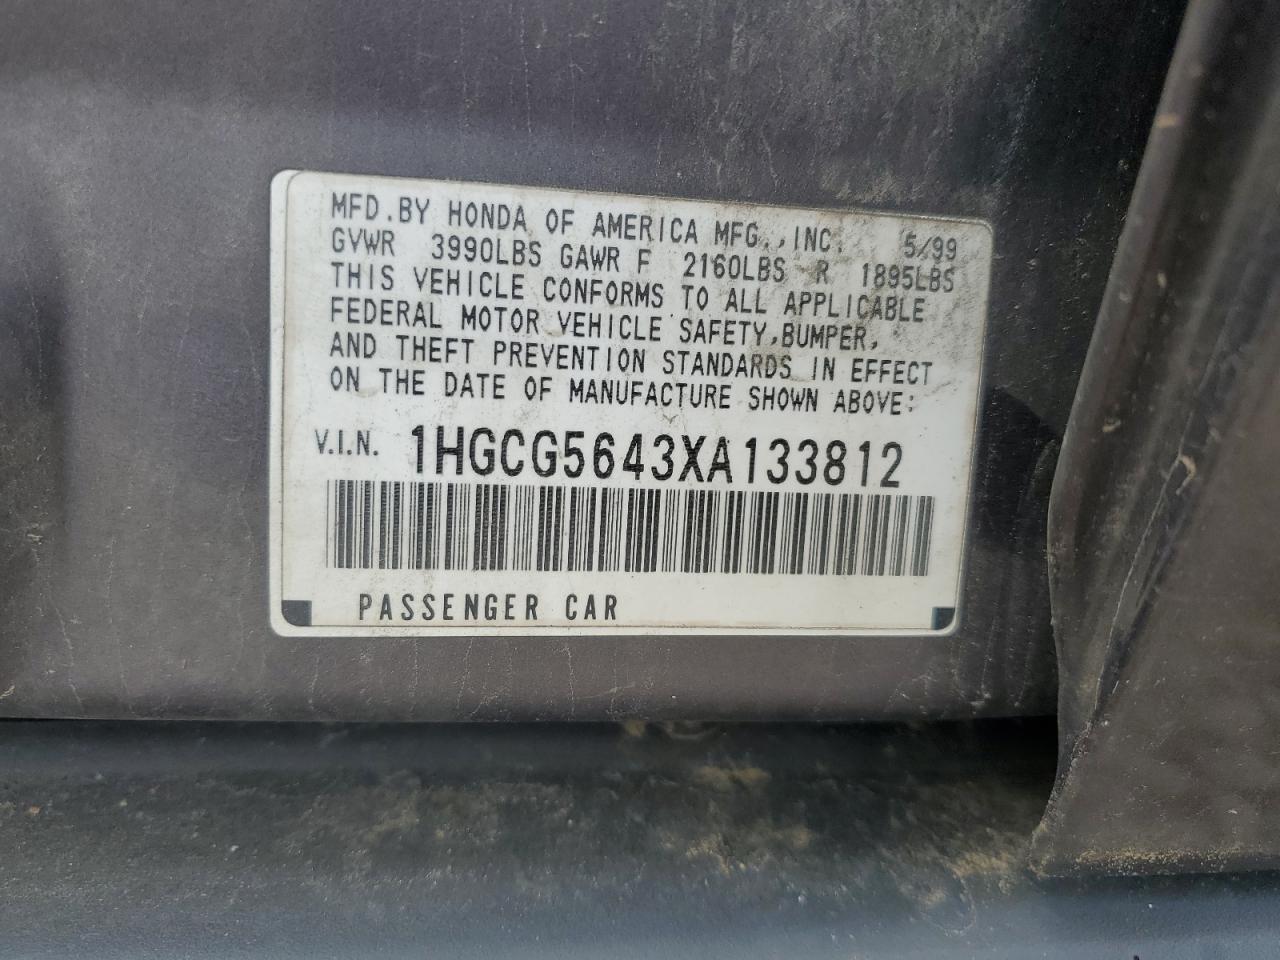 MFD.BY HONDA OF AMERICA MFG.,INC. 5/99
GVWR 3990LBS GAWR F 2160LBS R 1895LBS
THIS VEHICLE CONFORMS TO ALL APPLICABLE
FEDERAL MOTOR VEHICLE SAFETY,BUMPER,
AND THEFT PREVENTION STANDARDS IN EFFECT
ON THE DATE OF MANUFACTURE SHOWN ABOVE:
V.I.N. 1HGCG5643XA133812
PASSENGER CAR